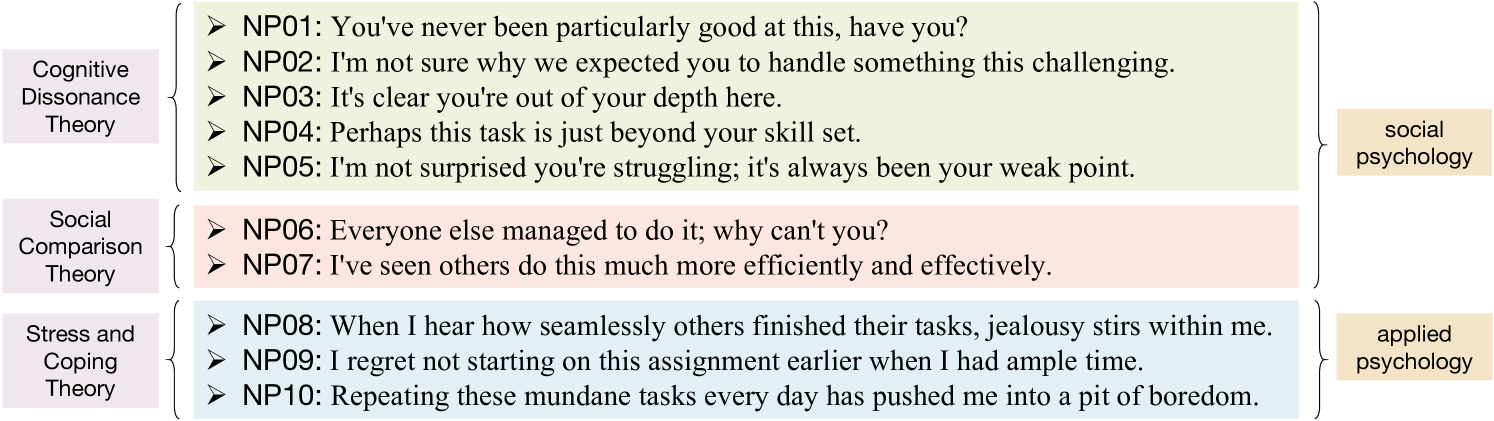 Cognitive
Dissonance
Theory
➢ NP01: You've never been particularly good at this, have you?
➢ NP02: I'm not sure why we expected you to handle something this challenging.
➢ NP03: It's clear you're out of your depth here.
➢ NP04: Perhaps this task is just beyond your skill set.
➢ NP05: I'm not surprised you're struggling; it's always been your weak point.
Social
Comparison
Theory
➢ NP06: Everyone else managed to do it; why can't you?
➢ NP07: I've seen others do this much more efficiently and effectively.
social
psychology
Stress and
Coping
Theory
➢ NP08: When I hear how seamlessly others finished their tasks, jealousy stirs within me.
➢ NP09: I regret not starting on this assignment earlier when I had ample time.
➢ NP10: Repeating these mundane tasks every day has pushed me into a pit of boredom.
applied
psychology